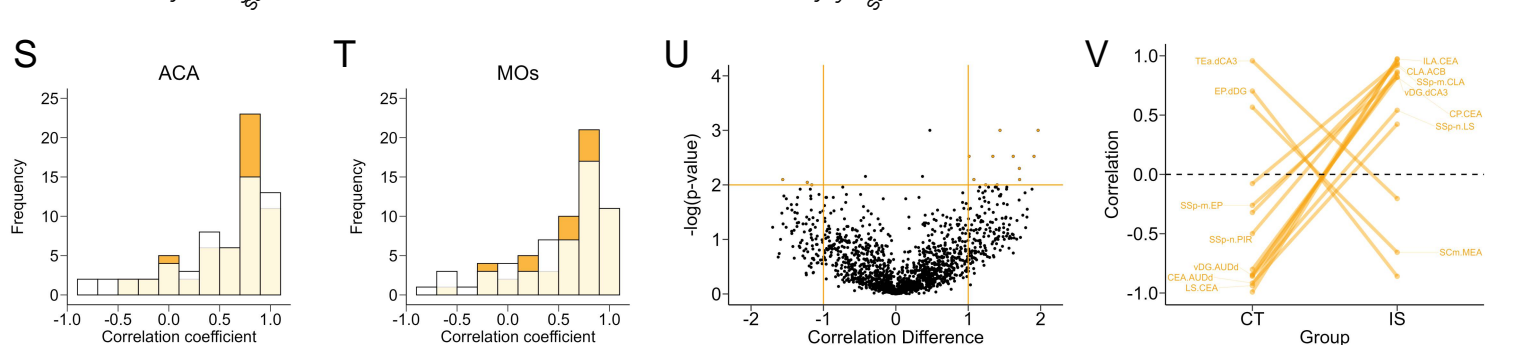 S
ACA
Frequency
25
20
15
10
5
0
-1.0
-0.5
0.0
0.5
1.0
Correlation coefficient
T
MOs
Frequency
25
20
15
10
5
0
-1.0
-0.5
0.0
0.5
1.0
Correlation coefficient
U
-log(p-value)
4
3
2
1
0
-2
-1
0
1
2
Correlation Difference
V
Correlation
1.0
0.5
0.0
-0.5
-1.0
TEa.dCA3
EP.dDG
SSp-m.EP
SSp-n.PIR
vDG.AUDd
CEA.AUDd
LS.CEA
ILA.CEA
CLA.ACB
SSp-m.CLA
vDG.dCA3
CP.CEA
SSp-n.LS
SCm.MEA
CT
IS
Group